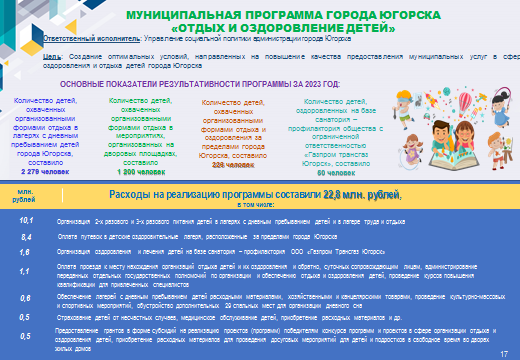 МУНИЦИПАЛЬНАЯ ПРОГРАММА ГОРОДА ЮГОРСКА
«ОТДЫХ И ОЗДОРОВЛЕНИЕ ДЕТЕЙ»
Ответственный исполнитель: Управление социальной политики администрации города Югорска
Цель: Создание оптимальных условий, направленных на повышение качества предоставления муниципальных услуг в сфере
оздоровления и отдыха детей города Югорска
ОСНОВНЫЕ ПОКАЗАТЕЛИ РЕЗУЛЬТАТИВНОСТИ ПРОГРАММЫ ЗА 2023 ГОД:
Количество детей,
охваченных
организованными
формами отдыха в
лагерях с дневным
пребыванием детей
города Югорска,
составило
2 279 человек
Количество детей,
охваченных
организованными
формами отдыха в
мероприятиях,
организованных на
дворовых площадках,
составило
1 200 человек
Количество детей,
охваченных
организованными
формами отдыха и
оздоровления за
пределами города
Югорска, составило
226 человек
Количество детей,
оздоровленных на базе
санатория –
профилактория общества с
ограниченной
ответственностью
«Газпром трансгаз
Югорск», составило
60 человек
млн.
рублей
Расходы на реализацию программы составили 22,8 млн. рублей,
в том числе:
10,1 Организация 2-х разового и 3-х разового питания детей в лагерях с дневным пребыванием детей и в лагере труда и отдыха
8,4 Оплата путевок в детские оздоровительные лагеря, расположенные за пределами города Югорска
1,6 Организация оздоровления и лечения детей на базе санатория – профилактория ООО «Газпром Трансгаз Югорск»
1,1 Оплата проезда к месту нахождения организаций отдыха детей и их оздоровления и обратно, суточных сопровождающим лицам, администрирование
переданных отдельных государственных полномочий по организации и обеспечению отдыха и оздоровления детей, проведение курсов повышения
квалификации для привлеченных специалистов
0,6 Обеспечение лагерей с дневным пребыванием детей расходными материалами, хозяйственными и канцелярскими товарами, проведение культурно-массовых
и спортивных мероприятий, обустройство дополнительных 29 спальных мест для организации дневного сна
0,5 Страхование детей от несчастных случаев, медицинское обслуживание детей, приобретение расходных материалов и др.
0,5 Предоставление грантов в форме субсидий на реализацию проектов (программ) победителям конкурса программ и проектов в сфере организации отдыха и
оздоровления детей, приобретение расходных материалов для проведения досуговых мероприятий для детей и подростков в свободное время во дворах
жилых домов
17